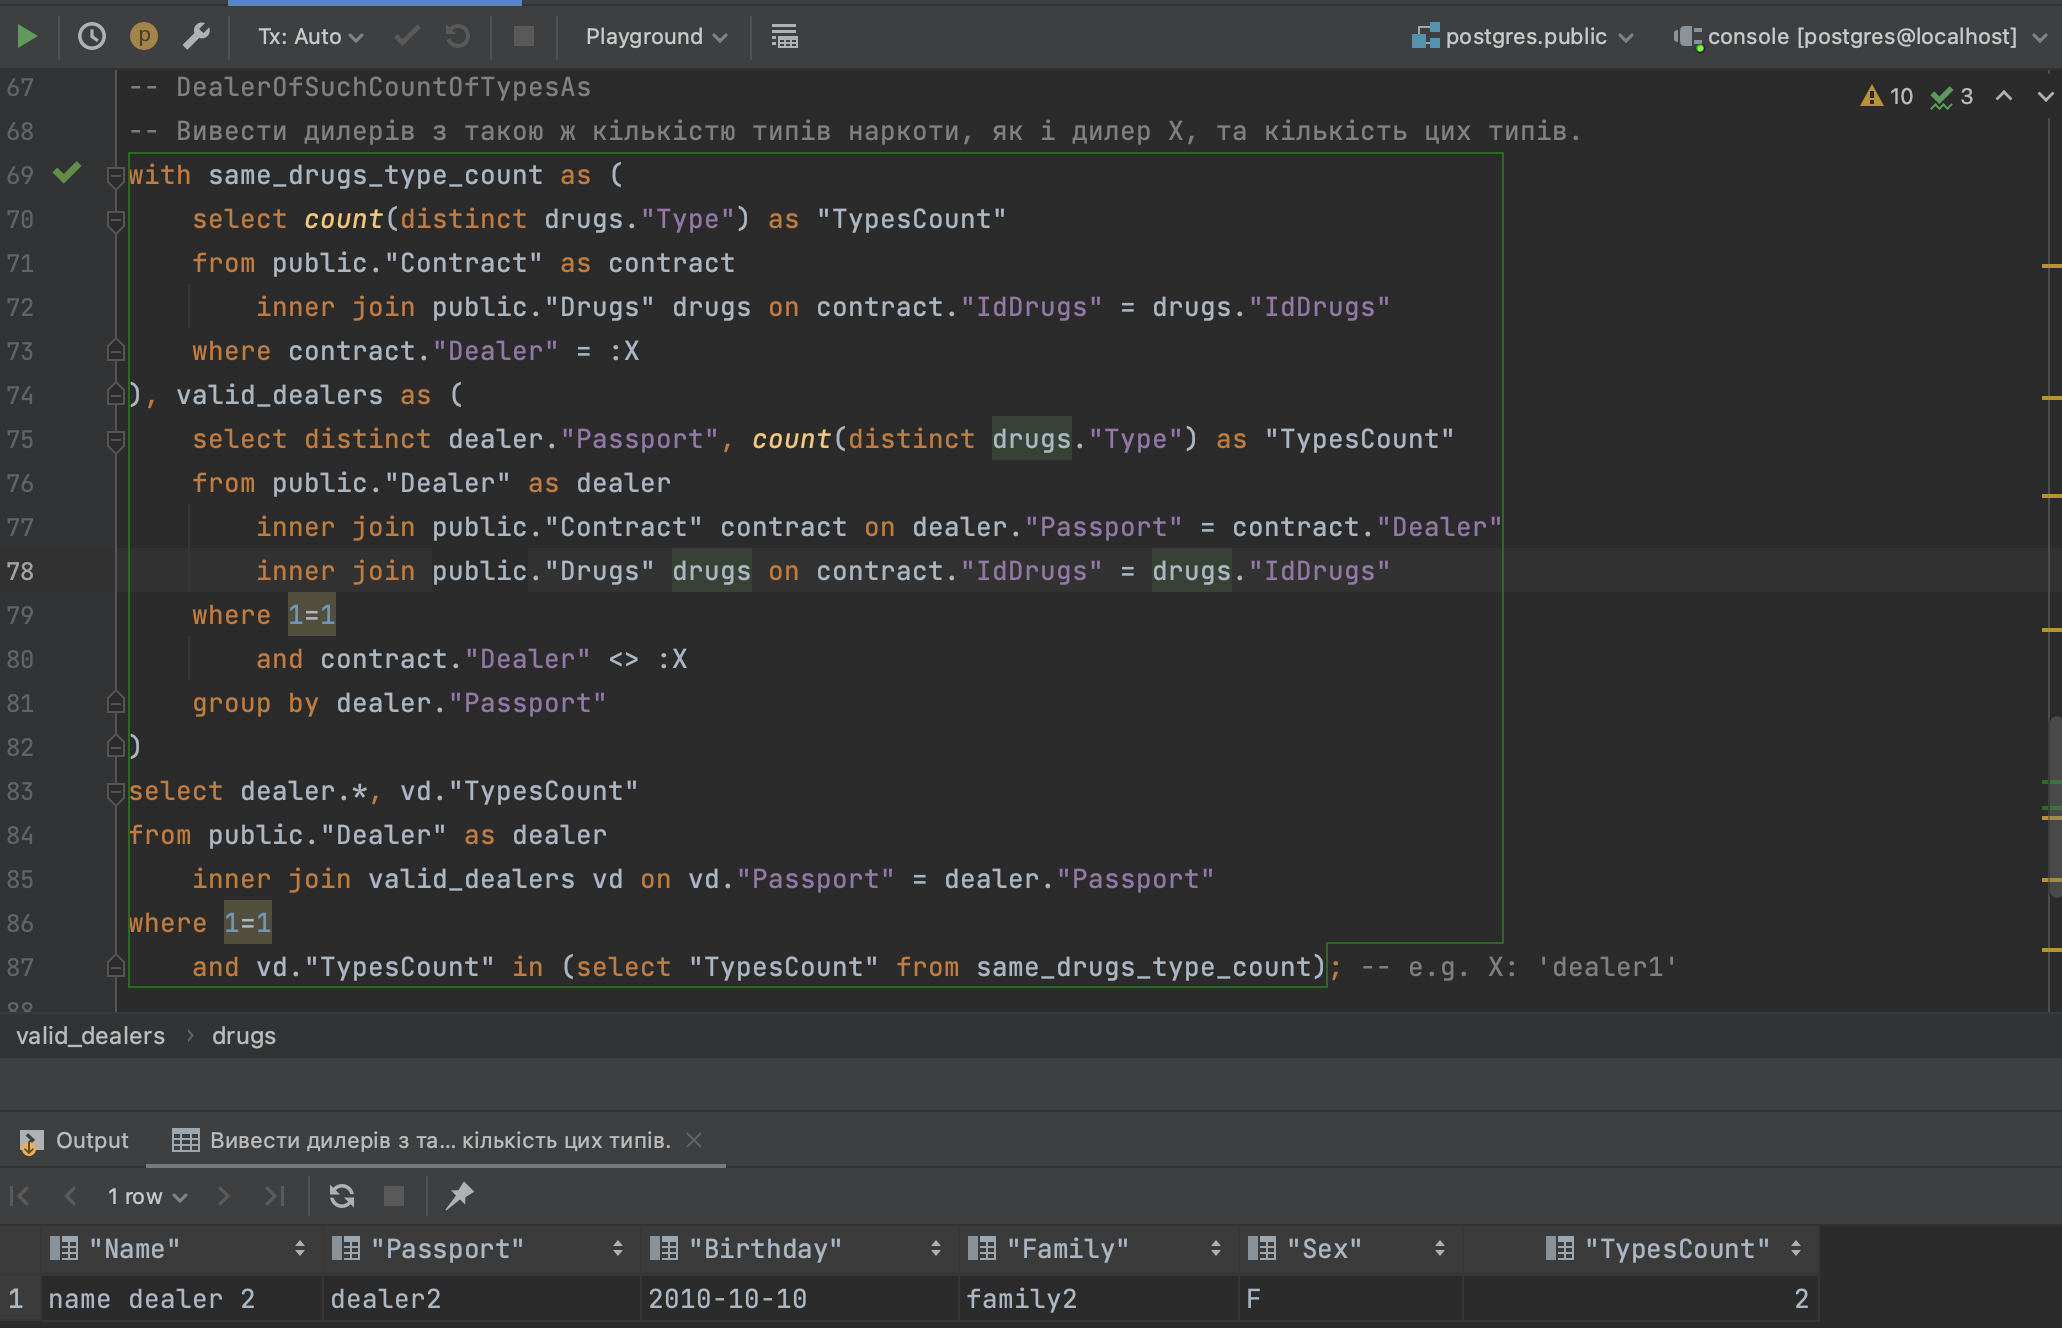 Tx: Auto Playground postgres.public console [postgres@localhost]
10 3
67 -- DealerOfSuchCountOfTypesAs
68 -- Вивести дилерів з такою ж кількістю типів наркоти, як і дилер X, та кількість цих типів.
69 with same_drugs_type_count as (
70 select count(distinct drugs."Type") as "TypesCount"
71 from public."Contract" as contract
72 inner join public."Drugs" drugs on contract."IdDrugs" = drugs."IdDrugs"
73 where contract."Dealer" = :X
74 ), valid_dealers as (
75 select distinct dealer."Passport", count(distinct drugs."Type") as "TypesCount"
76 from public."Dealer" as dealer
77 inner join public."Contract" contract on dealer."Passport" = contract."Dealer"
78 inner join public."Drugs" drugs on contract."IdDrugs" = drugs."IdDrugs"
79 where 1=1
80 and contract."Dealer" <> :X
81 group by dealer."Passport"
82 )
83 select dealer.*, vd."TypesCount"
84 from public."Dealer" as dealer
85 inner join valid_dealers vd on vd."Passport" = dealer."Passport"
86 where 1=1
87 and vd."TypesCount" in (select "TypesCount" from same_drugs_type_count); -- e.g. X: 'dealer1'
88
valid_dealers › drugs
Output Вивести дилерів з та... кількість цих типів.
1 row
"Name" "Passport" "Birthday" "Family" "Sex" "TypesCount"
1 name dealer 2 dealer2 2010-10-10 family2 F 2